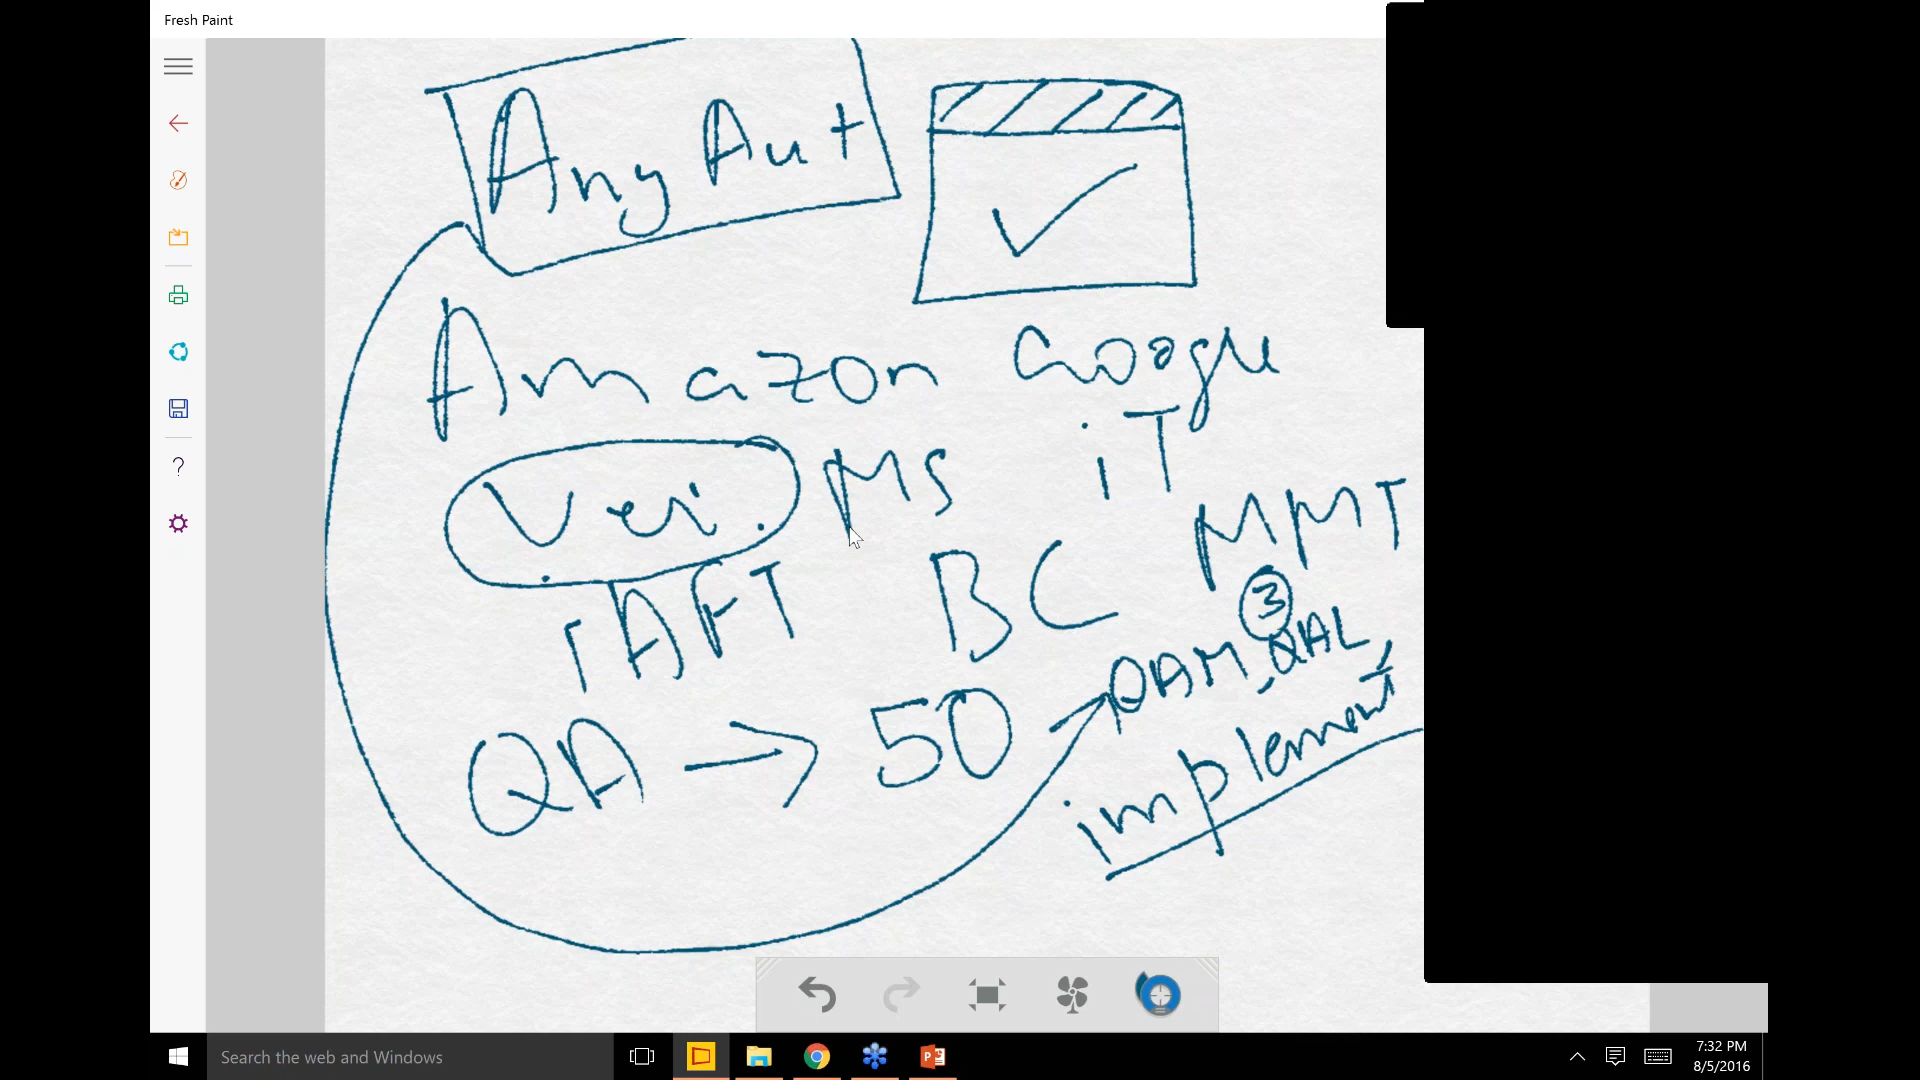 Fresh Paint
Any Aut
Amazon Google
Ver. MS iT
MMT
TAFT BC
3
QAM, QAL,
QA → 50
implement
Search the web and Windows
7:32 PM
8/5/2016